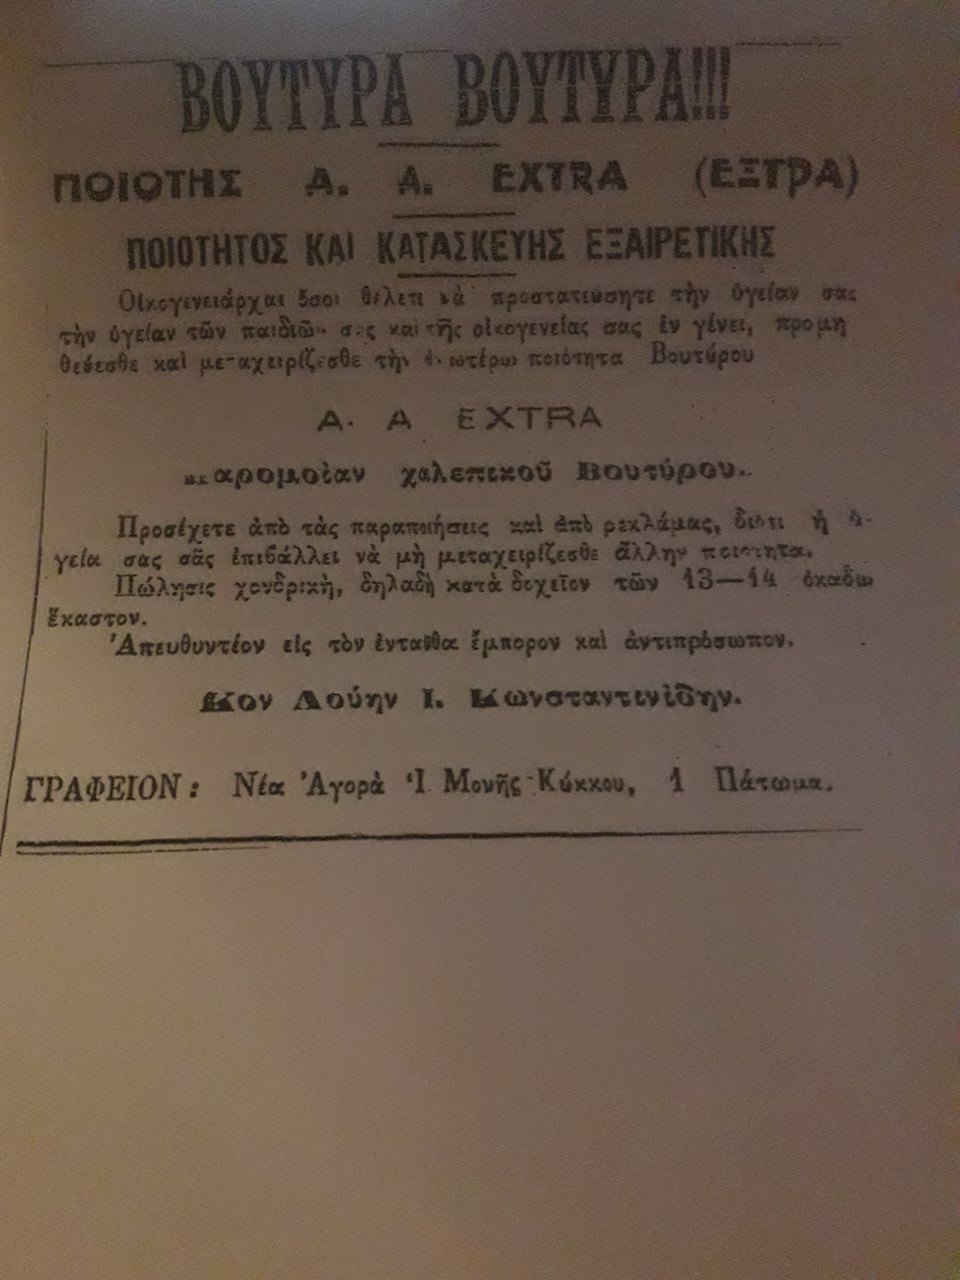 ΒΟΥΤΥΡΑ ΒΟΥΤΥΡΑ!!!
ΠΟΙΟΤΗΣ Α. Α. EXTRA (ΕΞΤΡΑ)
ΠΟΙΟΤΗΤΟΣ ΚΑΙ ΚΑΤΑΣΚΕΥΗΣ ΕΞΑΙΡΕΤΙΚΗΣ
Οἰκογενειάρχαι ὅσοι θέλετε νὰ προστατεύσητε τὴν ὑγείαν σας
τὴν ὑγείαν τῶν παιδιῶν σας καὶ τῆς οἰκογενείας σας ἐν γένει, προμη
θεύεσθε καὶ μεταχειρίζεσθε τὴν ἀνωτέρω ποιότητα Βουτύρου
Α. Α EXTRA
χαλεπικοῦ Βουτύρου.
Προσέχετε ἀπὸ τὰς παραποιήσεις καὶ ἀπὸ ρεκλάμας, διότι ἡ ὑ-
γεία σας σᾶς ἐπιβάλλει νὰ μὴ μεταχειρίζεσθε ἄλλην ποιότητα.
Πώλησις χονδρική, δηλαδὴ κατὰ δοχεῖον τῶν 13—14 ὀκάδων
ἕκαστον.
Ἀπευθυντέον εἰς τὸν ἐνταῦθα ἔμπορον καὶ ἀντιπρόσωπον.
Κον Λούην Ι. Κωνσταντινίδην.
ΓΡΑΦΕΙΟΝ: Νέα Ἀγορὰ Ἱ. Μονῆς Κύκκου, 1 Πάτωμα.